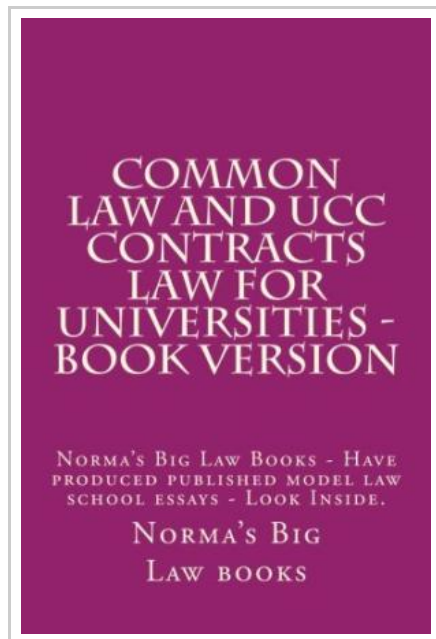 COMMON
LAW AND UCC
CONTRACTS
LAW FOR
UNIVERSITIES -
BOOK VERSION
NORMA'S BIG LAW BOOKS - HAVE
PRODUCED PUBLISHED MODEL LAW
SCHOOL ESSAYS - LOOK INSIDE.
NORMA'S BIG
LAW BOOKS